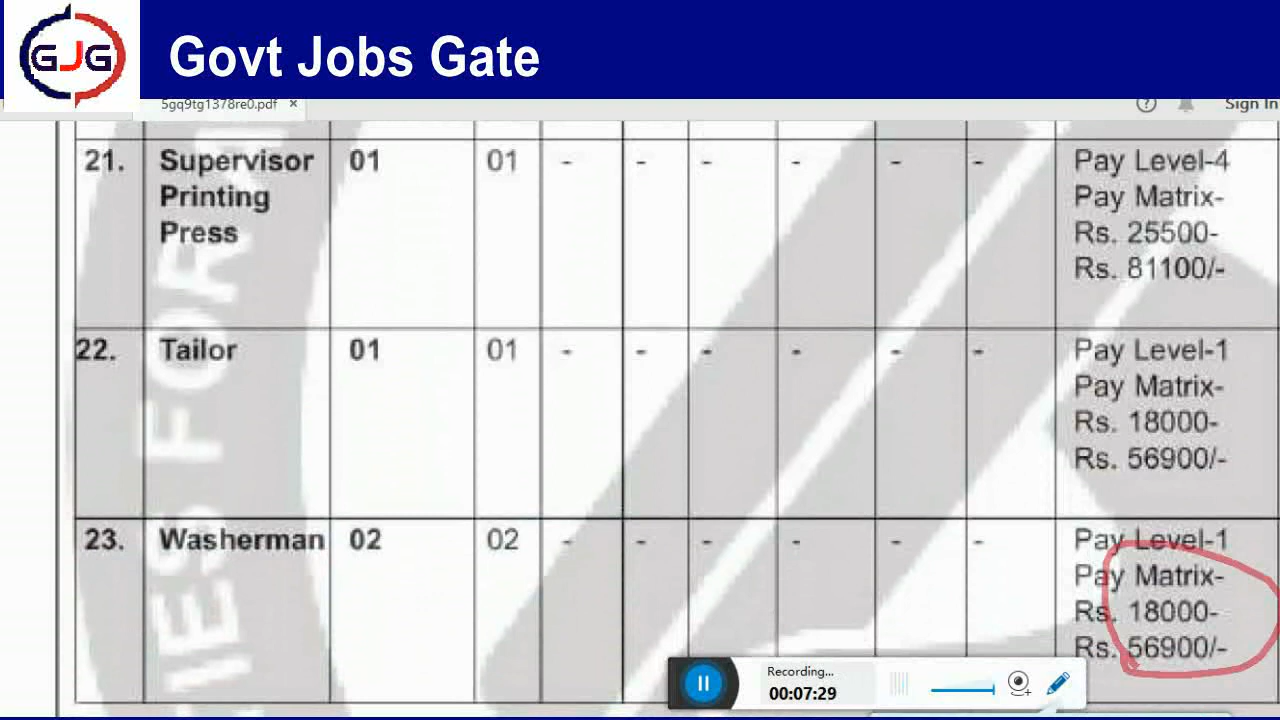 GJG Govt Jobs Gate
5gq9tg1378re0.pdf × ? Sign In
21. Supervisor 01 01 - - - - - - Pay Level-4
Printing Pay Matrix-
Press Rs. 25500-
Rs. 81100/-
22. Tailor 01 01 - - - - - - Pay Level-1
Pay Matrix-
Rs. 18000-
Rs. 56900/-
23. Washerman 02 02 - - - - - - Pay Level-1
Pay Matrix-
Rs. 18000-
Rs. 56900/-
Recording...
00:07:29
IES FOR